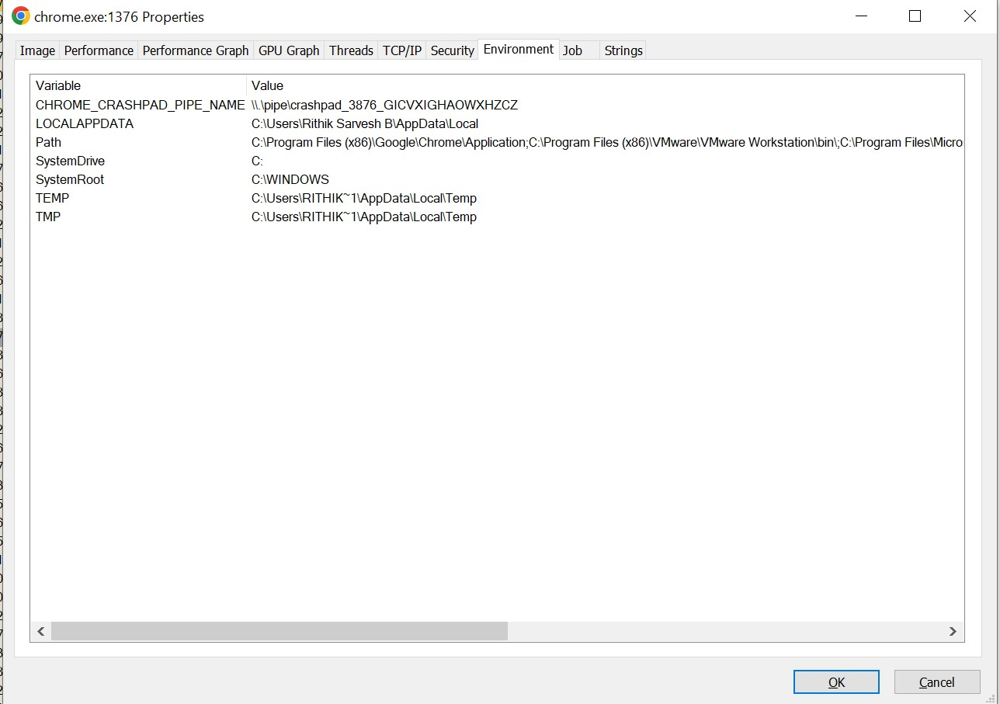 chrome.exe:1376 Properties
Image Performance Performance Graph GPU Graph Threads TCP/IP Security Environment Job Strings
Variable Value
CHROME_CRASHPAD_PIPE_NAME \\.\pipe\crashpad_3876_GICVXIGHAOWXHZCZ
LOCALAPPDATA C:\Users\Rithik Sarvesh B\AppData\Local
Path C:\Program Files (x86)\Google\Chrome\Application;C:\Program Files (x86)\VMware\VMware Workstation\bin\;C:\Program Files\Micro
SystemDrive C:
SystemRoot C:\WINDOWS
TEMP C:\Users\RITHIK~1\AppData\Local\Temp
TMP C:\Users\RITHIK~1\AppData\Local\Temp
OK Cancel